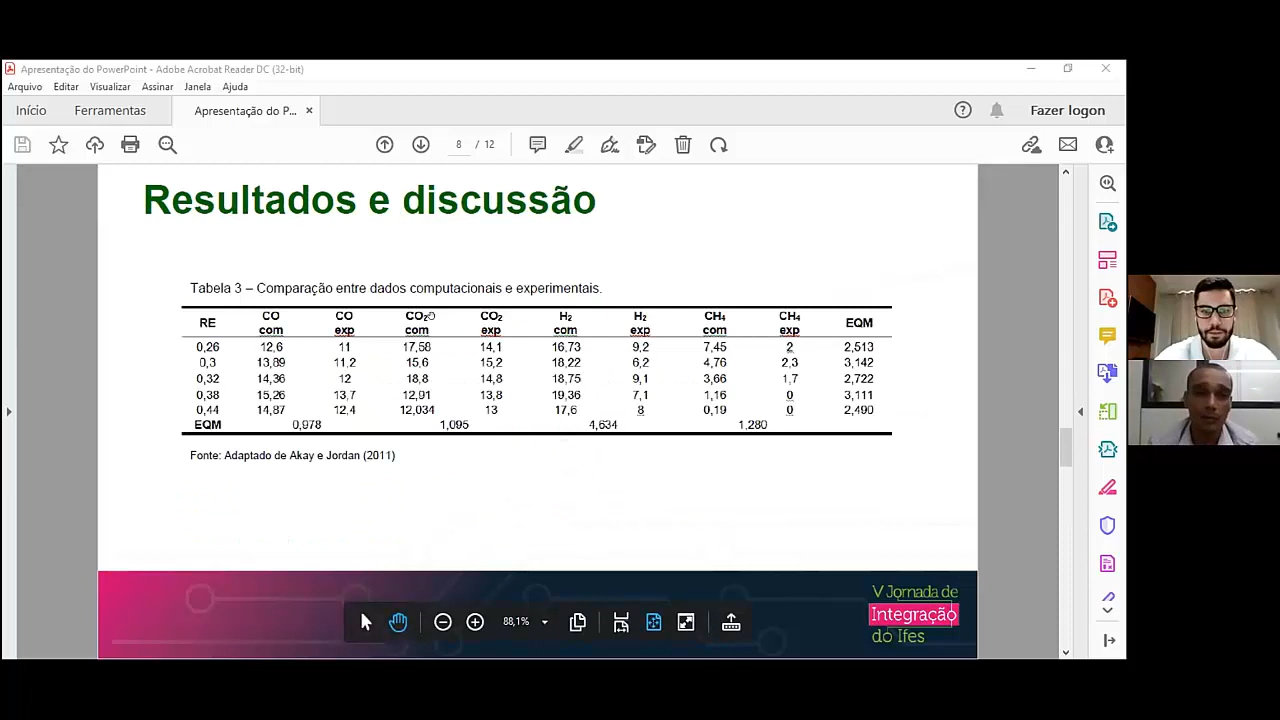 Apresentação do PowerPoint - Adobe Acrobat Reader DC (32-bit)
Arquivo Editar Visualizar Assinar Janela Ajuda
Início Ferramentas Apresentação do P... × Fazer logon
8 / 12
Resultados e discussão
Tabela 3 – Comparação entre dados computacionais e experimentais.
RE CO com CO exp CO₂ com CO₂ exp H₂ com H₂ exp CH₄ com CH₄ exp EQM
0,26 12,6 11 17,58 14,1 16,73 9,2 7,45 2 2,513
0,3 13,89 11,2 15,6 15,2 18,22 6,2 4,76 2,3 3,142
0,32 14,36 12 18,8 14,8 18,75 9,1 3,66 1,7 2,722
0,38 15,26 13,7 12,91 13,8 19,36 7,1 1,16 0 3,111
0,44 14,87 12,4 12,034 13 17,6 8 0,19 0 2,490
EQM 0,978 1,095 4,634 1,280
Fonte: Adaptado de Akay e Jordan (2011)
88,1%
V Jornada de
Integração
do Ifes